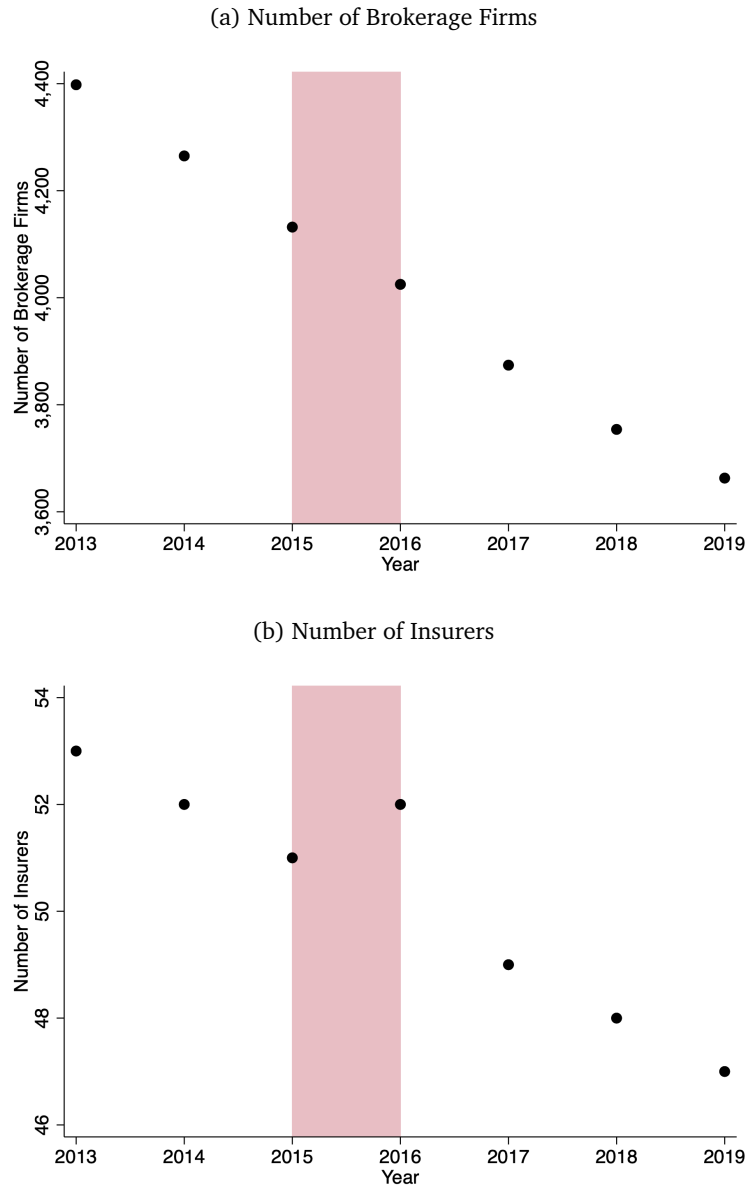 (a) Number of Brokerage Firms
Number of Brokerage Firms
4,400
4,200
4,000
3,800
3,600
2013 2014 2015 2016 2017 2018 2019
Year
(b) Number of Insurers
Number of Insurers
54
52
50
48
46
2013 2014 2015 2016 2017 2018 2019
Year